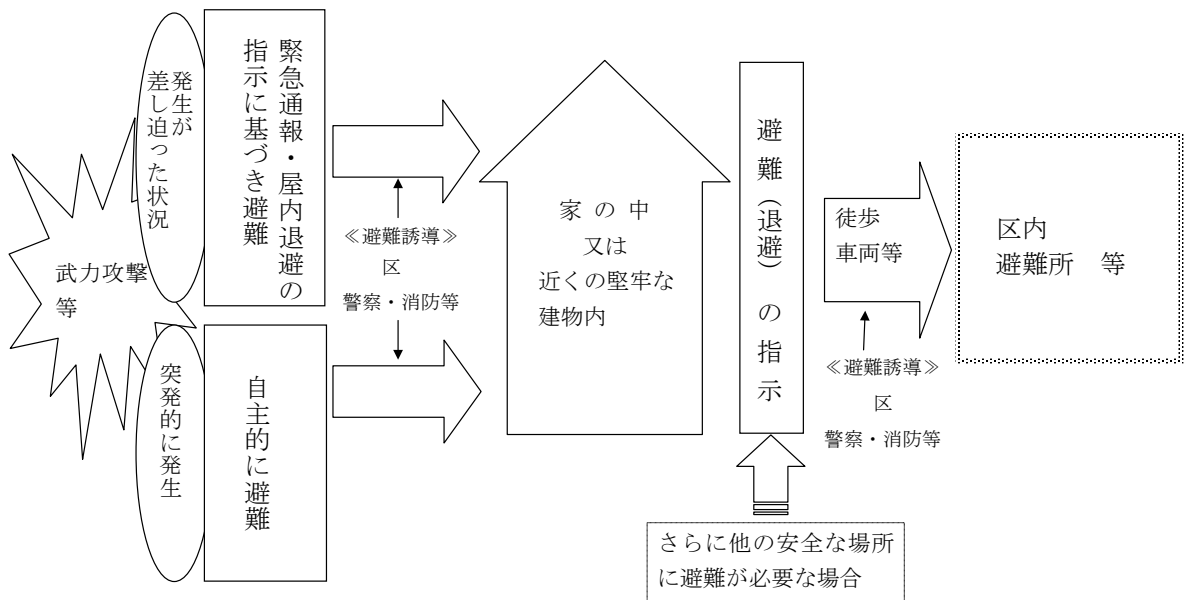 武力攻撃
等
発生が
差し迫った状況
緊急通報・屋内退避の
指示に基づき避難
突発的に発生
自主的に避難
≪避難誘導≫
区
警察・消防等
家の中
又は
近くの堅牢な
建物内
避難(退避)の指示
徒歩
車両等
≪避難誘導≫
区
警察・消防等
区内
避難所 等
さらに他の安全な場所
に避難が必要な場合